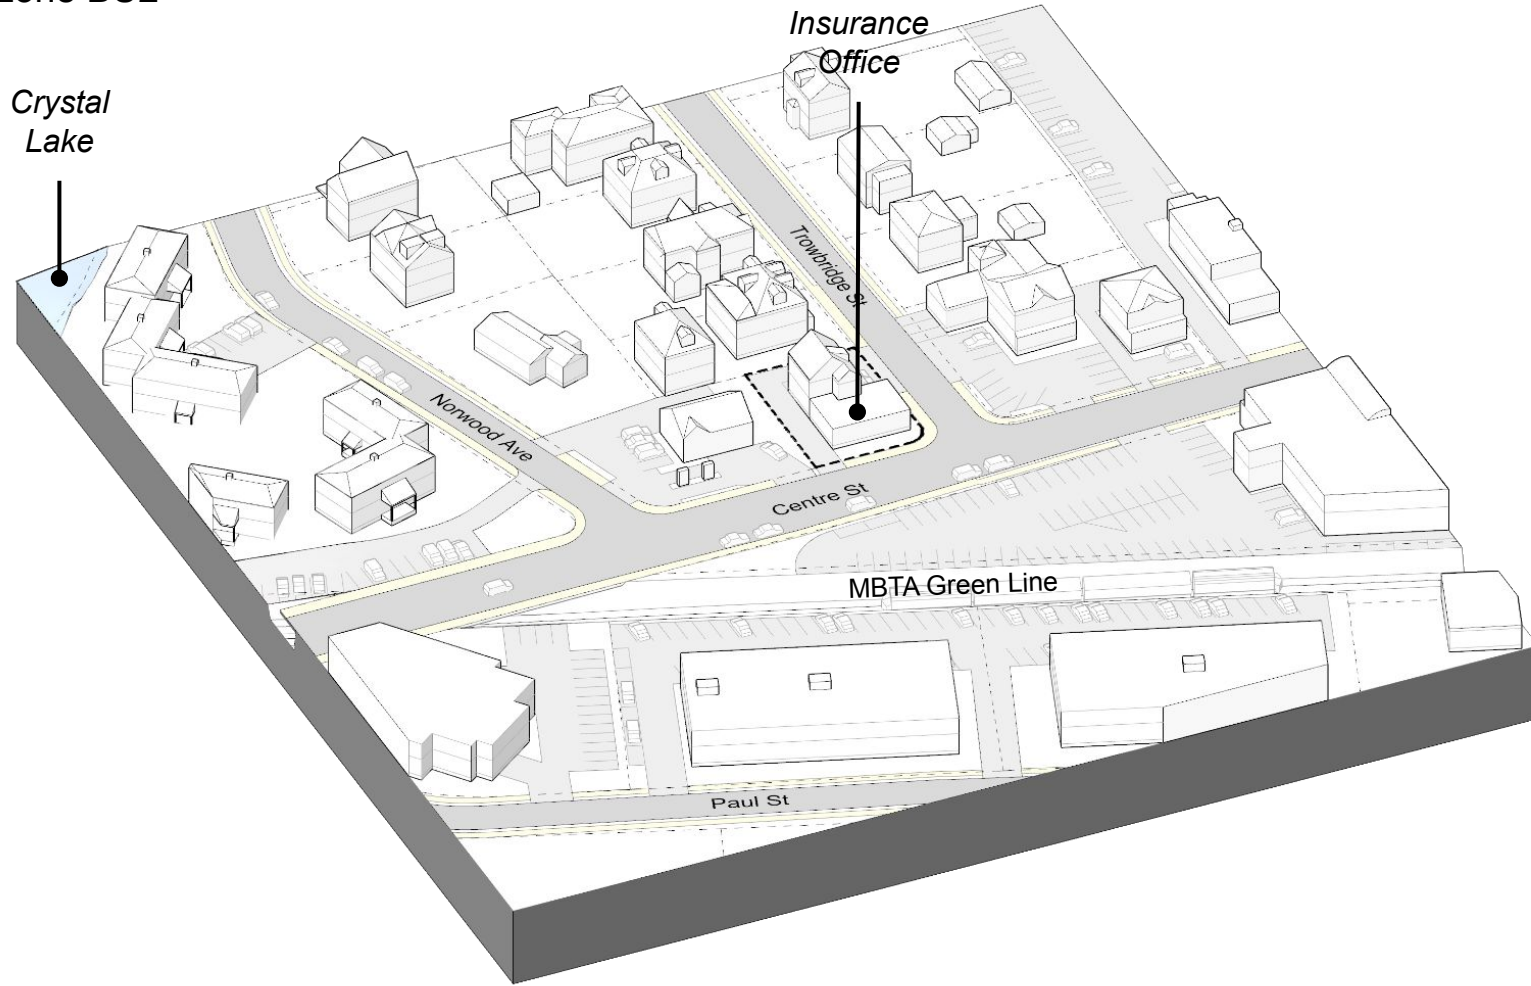 Insurance
Office
Crystal
Lake
Trowbridge St
Norwood Ave
Centre St
MBTA Green Line
Paul St